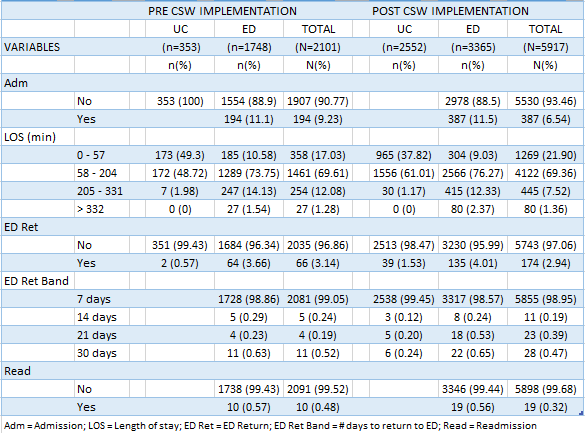 PRE CSW IMPLEMENTATION POST CSW IMPLEMENTATION
UC ED TOTAL UC ED TOTAL
VARIABLES (n=353) (n=1748) (N=2101) (n=2552) (n=3365) (N=5917)
n(%) n(%) N(%) n(%) n(%) N(%)
Adm
No 353 (100) 1554 (88.9) 1907 (90.77) 2978 (88.5) 5530 (93.46)
Yes 194 (11.1) 194 (9.23) 387 (11.5) 387 (6.54)
LOS (min)
0 - 57 173 (49.3) 185 (10.58) 358 (17.03) 965 (37.82) 304 (9.03) 1269 (21.90)
58 - 204 172 (48.72) 1289 (73.75) 1461 (69.61) 1556 (61.01) 2566 (76.27) 4122 (69.36)
205 - 331 7 (1.98) 247 (14.13) 254 (12.08) 30 (1.17) 415 (12.33) 445 (7.52)
> 332 0 (0) 27 (1.54) 27 (1.28) 0 (0) 80 (2.37) 80 (1.36)
ED Ret
No 351 (99.43) 1684 (96.34) 2035 (96.86) 2513 (98.47) 3230 (95.99) 5743 (97.06)
Yes 2 (0.57) 64 (3.66) 66 (3.14) 39 (1.53) 135 (4.01) 174 (2.94)
ED Ret Band
7 days 1728 (98.86) 2081 (99.05) 2538 (99.45) 3317 (98.57) 5855 (98.95)
14 days 5 (0.29) 5 (0.24) 3 (0.12) 8 (0.24) 11 (0.19)
21 days 4 (0.23) 4 (0.19) 5 (0.20) 18 (0.53) 23 (0.39)
30 days 11 (0.63) 11 (0.52) 6 (0.24) 22 (0.65) 28 (0.47)
Read
No 1738 (99.43) 2091 (99.52) 3346 (99.44) 5898 (99.68)
Yes 10 (0.57) 10 (0.48) 19 (0.56) 19 (0.32)
Adm = Admission; LOS = Length of stay; ED Ret = ED Return; ED Ret Band = # days to return to ED; Read = Readmission